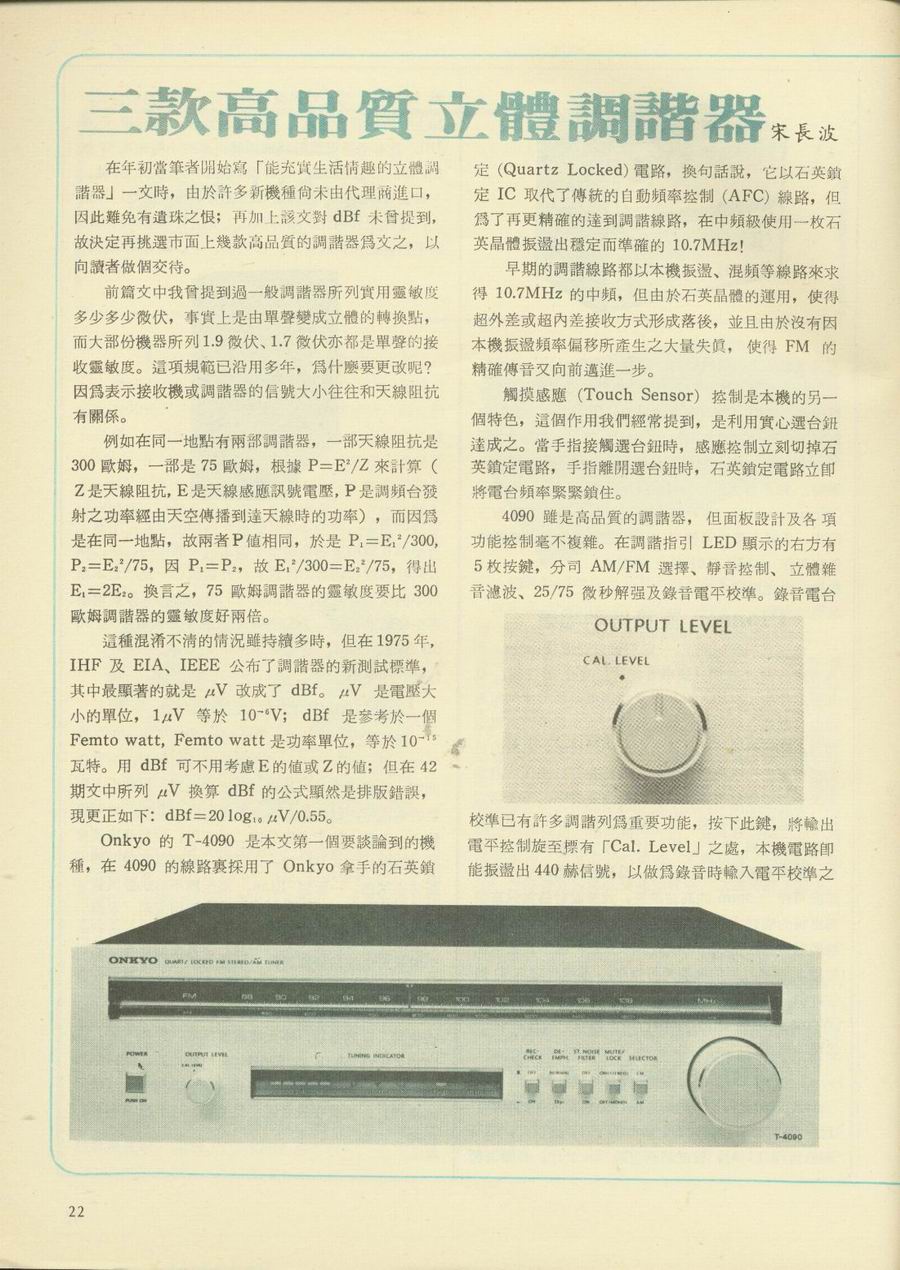 三款高品質立體調諧器
宋長波
在年初當筆者開始寫「能充實生活情趣的立體調
諧器」一文時，由於許多新機種尙未由代理商進口，
因此難免有遺珠之恨；再加上該文對 dBf 未曾提到，
故決定再挑選市面上幾款高品質的調諧器爲文之，以
向讀者做個交待。
前篇文中我曾提到過一般調諧器所列實用靈敏度
多少多少微伏，事實上是由單聲變成立體的轉換點，
而大部份機器所列 1.9 微伏、1.7 微伏亦都是單聲的接
收靈敏度。這項規範已沿用多年，爲什麼要更改呢？
因爲表示接收機或調諧器的信號大小往往和天線阻抗
有關係。
例如在同一地點有兩部調諧器，一部天線阻抗是
300 歐姆，一部是 75 歐姆，根據 P=E²/Z 來計算（
Z是天線阻抗, E是天線感應訊號電壓, P是調頻台發
射之功率經由天空傳播到達天線時的功率），而因爲
是在同一地點，故兩者P值相同，於是 P₁=E₁²/300,
P₂=E₂²/75，因 P₁=P₂，故 E₁²/300=E₂²/75，得出
E₁=2E₂。換言之，75 歐姆調諧器的靈敏度要比 300
歐姆調諧器的靈敏度好兩倍。
這種混淆不清的情況雖持續多時，但在 1975 年,
IHF 及 EIA、IEEE 公布了調諧器的新測試標準，
其中最顯著的就是 μV 改成了 dBf。μV 是電壓大
小的單位，1μV 等於 10⁻⁶V；dBf 是參考於一個
Femto watt, Femto watt 是功率單位，等於 10⁻¹⁵
瓦特。用 dBf 可不用考慮E的值或Z的值；但在 42
期文中所列 μV 換算 dBf 的公式顯然是排版錯誤，
現更正如下：dBf=20 log₁₀ μV/0.55。
Onkyo 的 T-4090 是本文第一個要談論到的機
種，在 4090 的線路裏採用了 Onkyo 拿手的石英鎖
定 (Quartz Locked) 電路，換句話說，它以石英鎖
定 IC 取代了傳統的自動頻率控制 (AFC) 線路，但
爲了再更精確的達到調諧線路，在中頻級使用一枚石
英晶體振盪出穩定而準確的 10.7MHz！
早期的調諧線路都以本機振盪、混頻等線路來求
得 10.7MHz 的中頻，但由於石英晶體的運用，使得
超外差或超內差接收方式形成落後，並且由於沒有因
本機振盪頻率偏移所產生之大量失眞，使得 FM 的
精確傳音又向前邁進一步。
觸摸感應 (Touch Sensor) 控制是本機的另一
個特色，這個作用我們經常提到，是利用實心選台鈕
達成之。當手指接觸選台鈕時，感應控制立刻切掉石
英鎖定電路，手指離開選台鈕時，石英鎖定電路立卽
將電台頻率緊緊鎖住。
4090 雖是高品質的調諧器，但面板設計及各項
功能控制毫不複雜。在調諧指引 LED 顯示的右方有
5 枚按鍵，分司 AM/FM 選擇、靜音控制、立體雜
音濾波、25/75 微秒解强及錄音電平校準。錄音電台
OUTPUT LEVEL
CAL. LEVEL
校準已有許多調諧列爲重要功能，按下此鍵，將輸出
電平控制旋至標有「Cal. Level」之處，本機電路卽
能振盪出 440 赫信號，以做爲錄音時輸入電平校準之
ONKYO QUARTZ LOCKED FM STEREO/AM TUNER
FM 88 90 92 94 96 98 100 102 104 106 108 MHz
POWER OUTPUT LEVEL TUNING INDICATOR REC-CHECK DE-EMPH. ST. NOISE FILTER MUTE/LOCK SELECTOR
CAL. LEVEL
PUSH ON
T-4090
22